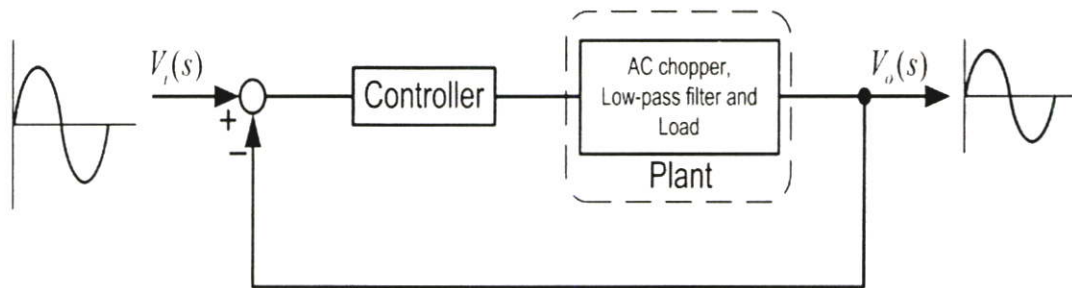 V_i(s)
+
−
Controller
AC chopper,
Low-pass filter and
Load
Plant
V_o(s)